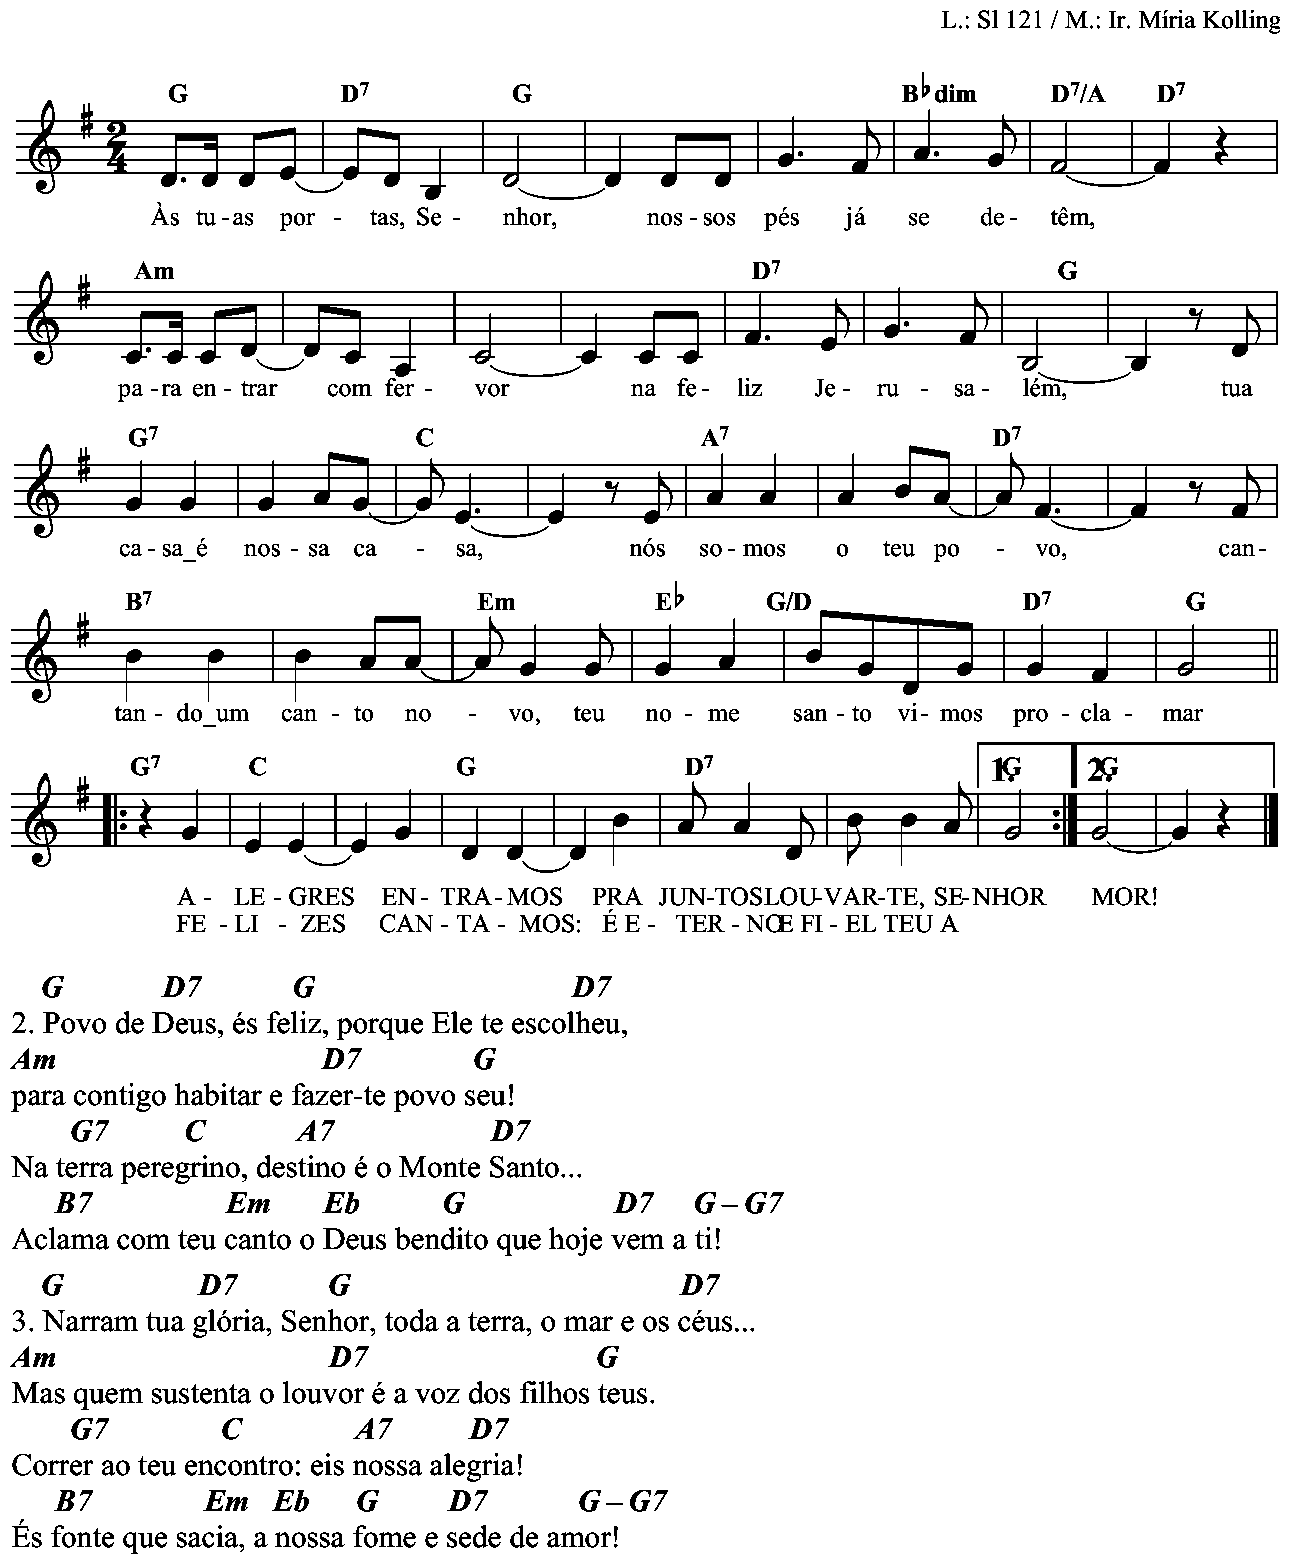 L.: Sl 121 / M.: Ir. Míria Kolling
G D7 G B♭dim D7/A D7
2/4
Às tu-as por - tas, Se - nhor, nos-sos pés já se de - têm,
Am D7 G
pa-ra en-trar com fer - vor na fe - liz Je - ru - sa - lém, tua
G7 C A7 D7
ca-sa_é nos-sa ca - sa, nós so-mos o teu po - vo, can-
B7 Em E♭ G/D D7 G
tan-do_um can-to no - vo, teu no-me san-to vi-mos pro-cla-mar
G7 C G D7 1.G 2.G
A - LE - GRES EN - TRA - MOS PRA JUN-TOSLOU-VAR-TE, SE-NHOR MOR!
FE - LI - ZES CAN - TA - MOS: É E - TER - NOE FI - EL TEU A
G D7 G D7
2. Povo de Deus, és feliz, porque Ele te escolheu,
Am D7 G
para contigo habitar e fazer-te povo seu!
G7 C A7 D7
Na terra peregrino, destino é o Monte Santo...
B7 Em Eb G D7 G – G7
Aclama com teu canto o Deus bendito que hoje vem a ti!
G D7 G D7
3. Narram tua glória, Senhor, toda a terra, o mar e os céus...
Am D7 G
Mas quem sustenta o louvor é a voz dos filhos teus.
G7 C A7 D7
Correr ao teu encontro: eis nossa alegria!
B7 Em Eb G D7 G – G7
És fonte que sacia, a nossa fome e sede de amor!